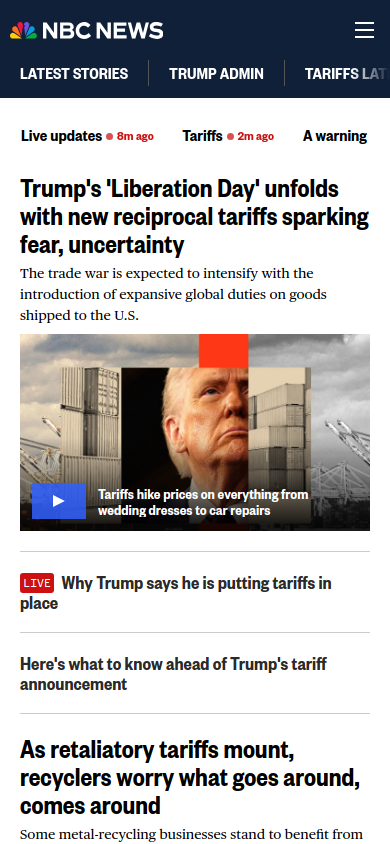 NBC NEWS
LATEST STORIES TRUMP ADMIN TARIFFS LAT
Live updates 8m ago Tariffs 2m ago A warning
Trump's 'Liberation Day' unfolds
with new reciprocal tariffs sparking
fear, uncertainty
The trade war is expected to intensify with the
introduction of expansive global duties on goods
shipped to the U.S.
Tariffs hike prices on everything from
wedding dresses to car repairs
LIVE Why Trump says he is putting tariffs in
place
Here's what to know ahead of Trump's tariff
announcement
As retaliatory tariffs mount,
recyclers worry what goes around,
comes around
Some metal-recycling businesses stand to benefit from